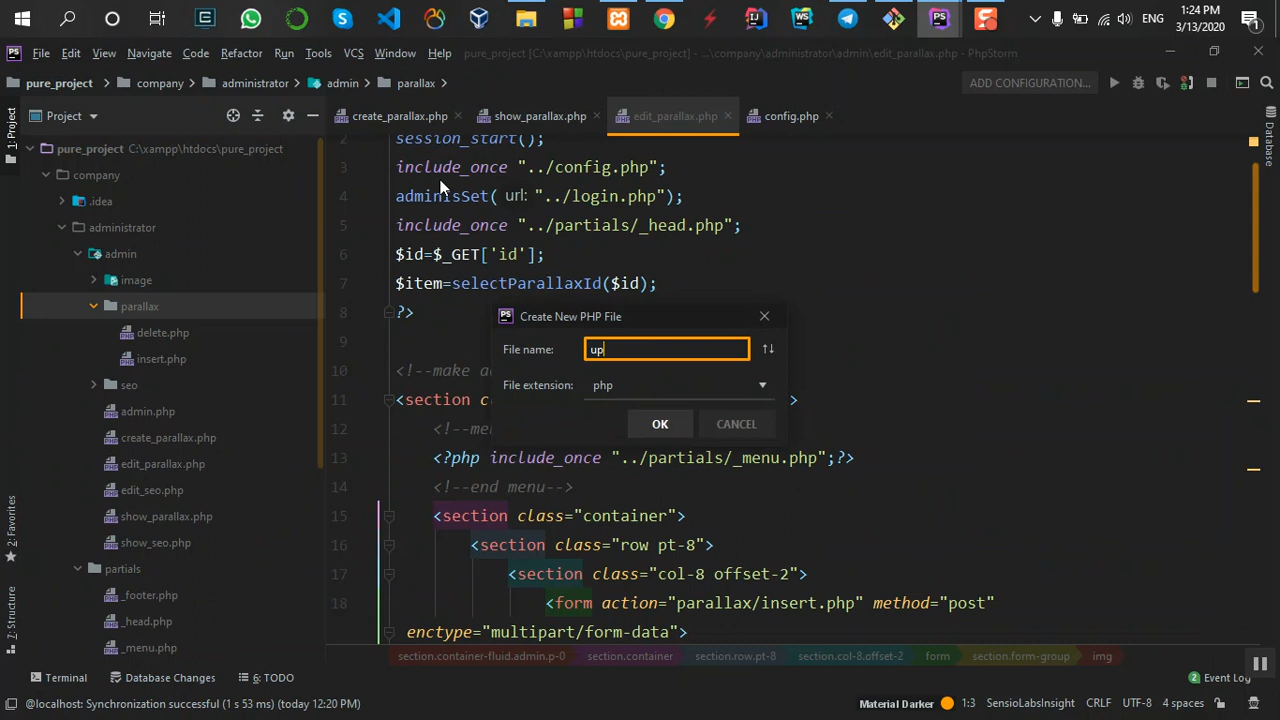 ENG
1:24 PM
3/13/2020
File Edit View Navigate Code Refactor Run Tools VCS Window Help pure_project [C:\xampp\htdocs\pure_project] - ...\company\administrator\admin\edit_parallax.php - PhpStorm
pure_project company administrator admin parallax ADD CONFIGURATION...
Project
create_parallax.php show_parallax.php edit_parallax.php config.php
1: Project
Database
2: Favorites
Z: Structure
pure_project C:\xampp\htdocs\pure_project
company
.idea
administrator
admin
image
parallax
delete.php
insert.php
seo
admin.php
create_parallax.php
edit_parallax.php
edit_seo.php
show_parallax.php
show_seo.php
partials
_footer.php
_head.php
_menu.php
2 session_start();
3 include_once "../config.php";
4 adminisSet( url: "../login.php");
5 include_once "../partials/_head.php";
6 $id=$_GET['id'];
7 $item=selectParallaxId($id);
8 ?>
9
10 <!--make a
11 <section c >
12 <!--me
13 <?php include_once "../partials/_menu.php";?>
14 <!--end menu-->
15 <section class="container">
16 <section class="row pt-8">
17 <section class="col-8 offset-2">
18 <form action="parallax/insert.php" method="post"
enctype="multipart/form-data">
Create New PHP File
File name: up
File extension: php
OK CANCEL
section.container-fluid.admin.p-0 section.container section.row.pt-8 section.col-8.offset-2 form section.form-group img
Terminal Database Changes 6: TODO 2 Event Log
@localhost: Synchronization successful (1 s 53 ms) (today 12:20 PM) Material Darker 1:3 SensioLabsInsight CRLF UTF-8 4 spaces